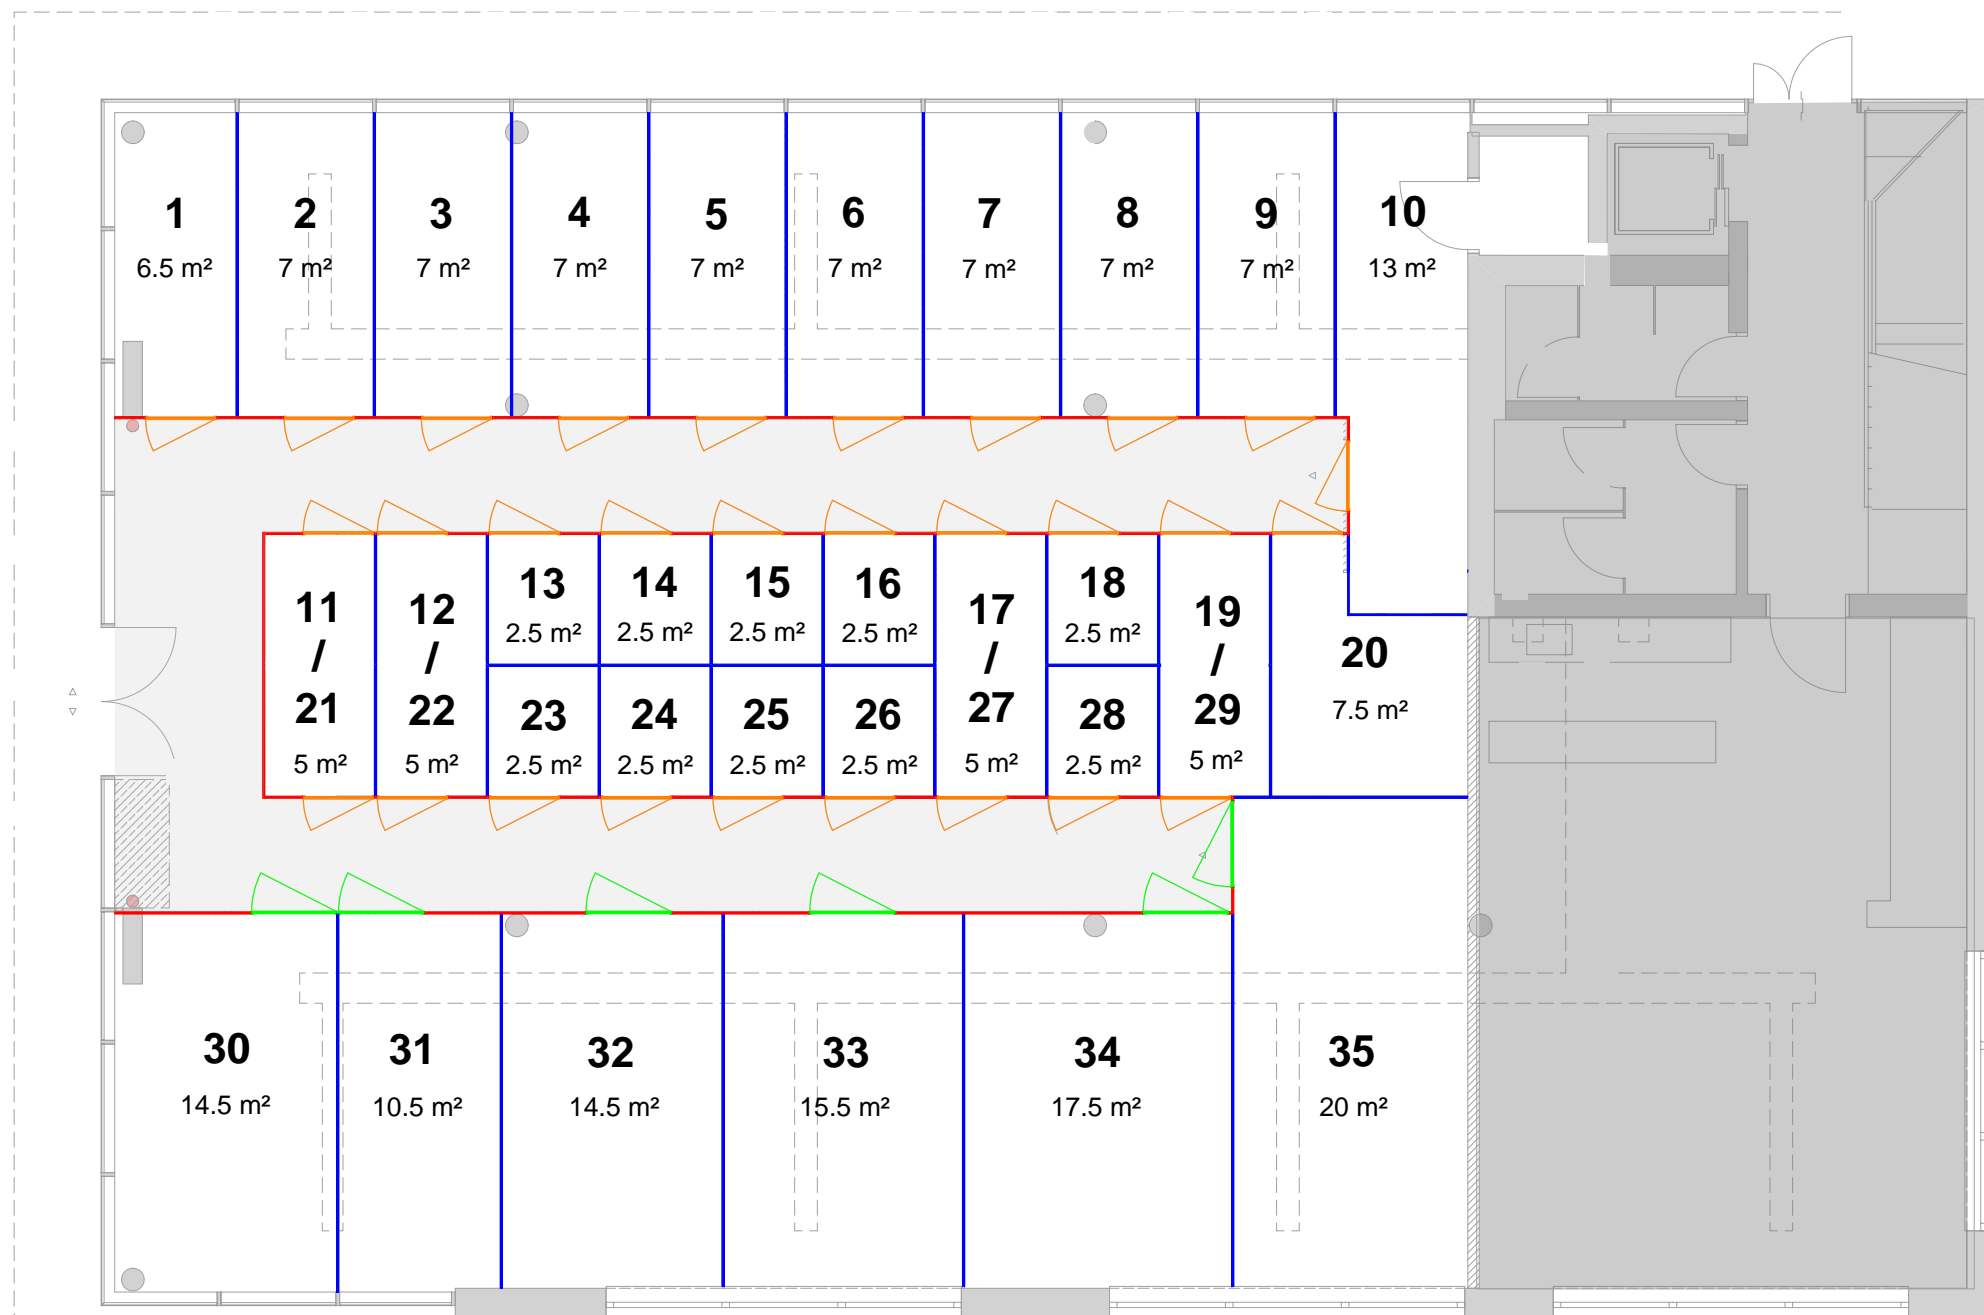 1 2 3 4 5 6 7 8 9 10
6.5 m² 7 m² 7 m² 7 m² 7 m² 7 m² 7 m² 7 m² 7 m² 13 m²
13 14 15 16 18
11 12 17 19
2.5 m² 2.5 m² 2.5 m² 2.5 m² 2.5 m²
/ / / / 20
21 22 23 24 25 26 27 28 29 7.5 m²
5 m² 5 m² 2.5 m² 2.5 m² 2.5 m² 2.5 m² 5 m² 2.5 m² 5 m²
30 31 32 33 34 35
14.5 m² 10.5 m² 14.5 m² 15.5 m² 17.5 m² 20 m²